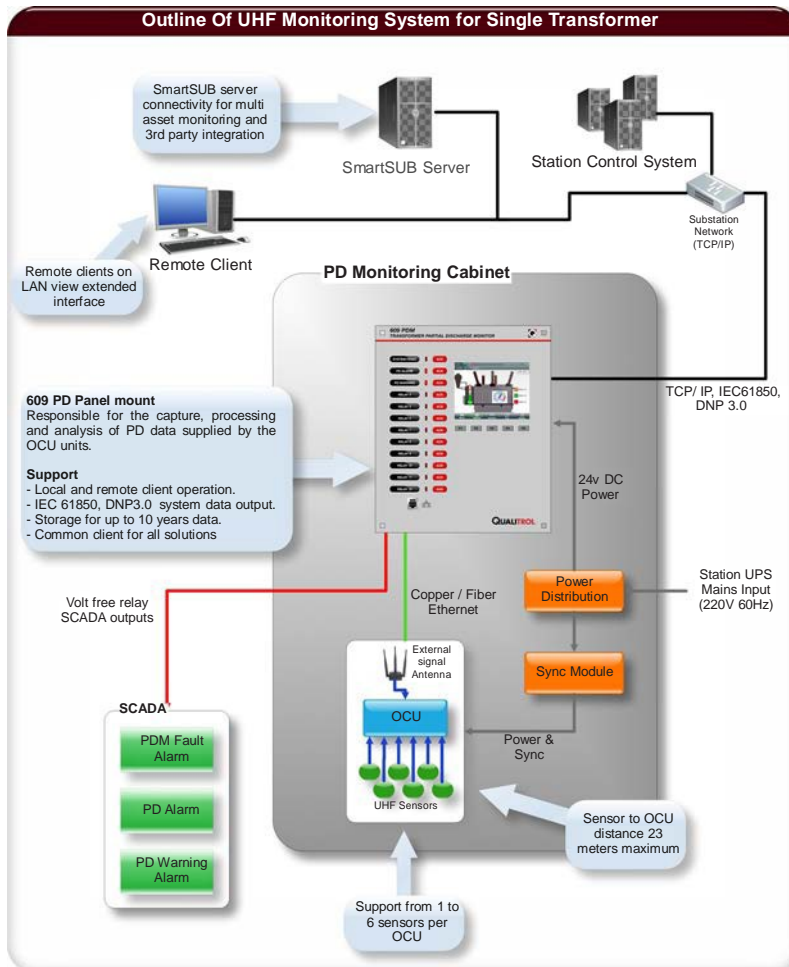 Outline Of UHF Monitoring System for Single Transformer
SmartSUB server
connectivity for multi
asset monitoring and
3rd party integration
SmartSUB Server
Station Control System
Substation
Network
(TCP/IP)
Remote Client
Remote clients on
LAN view extended
interface
PD Monitoring Cabinet
609 PDM
TRANSFORMER PARTIAL DISCHARGE MONITOR
TCP/ IP, IEC61850,
DNP 3.0
609 PD Panel mount
Responsible for the capture, processing
and analysis of PD data supplied by the
OCU units.
Support
- Local and remote client operation.
- IEC 61850, DNP3.0 system data output.
- Storage for up to 10 years data.
- Common client for all solutions
QUALITROL
24v DC
Power
Volt free relay
SCADA outputs
Copper / Fiber
Ethernet
Power
Distribution
Station UPS
Mains Input
(220V 60Hz)
External
signal
Antenna
Sync Module
OCU
Power &
Sync
UHF Sensors
SCADA
PDM Fault
Alarm
PD Alarm
PD Warning
Alarm
Sensor to OCU
distance 23
meters maximum
Support from 1 to
6 sensors per
OCU